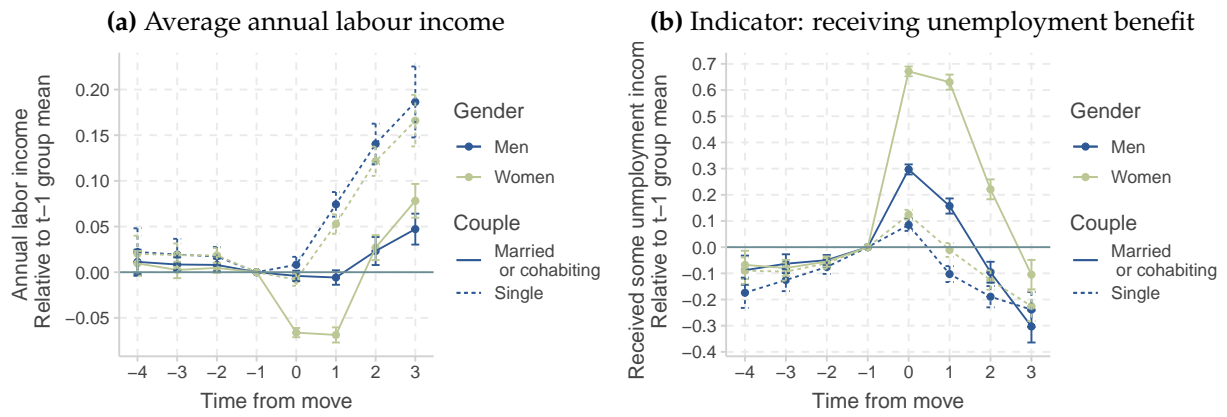 (a) Average annual labour income
Annual labor income
Relative to t−1 group mean
0.20
0.15
0.10
0.05
0.00
−0.05
−4 −3 −2 −1 0 1 2 3
Time from move
Gender
Men
Women
Couple
Married
or cohabiting
Single
(b) Indicator: receiving unemployment benefit
Received some unmployment incom
Relative to t−1 group mean
0.7
0.6
0.5
0.4
0.3
0.2
0.1
0.0
−0.1
−0.2
−0.3
−0.4
−4 −3 −2 −1 0 1 2 3
Time from move
Gender
Men
Women
Couple
Married
or cohabiting
Single